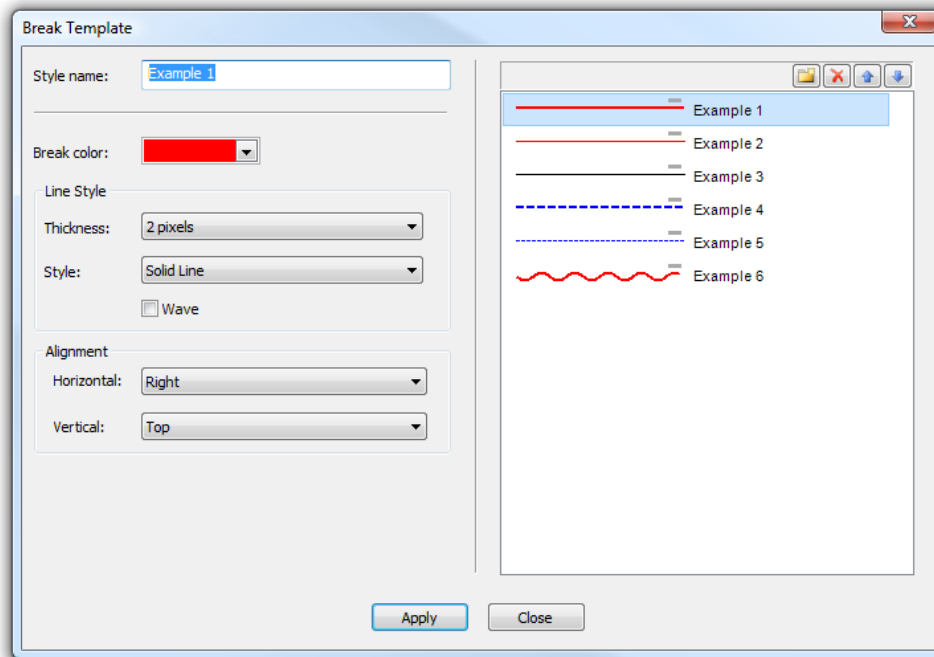 Break Template
Style name:
Example 1
Break color:
Line Style
Thickness:
2 pixels
Style:
Solid Line
Wave
Alignment
Horizontal:
Right
Vertical:
Top
Example 1
Example 2
Example 3
Example 4
Example 5
Example 6
Apply
Close